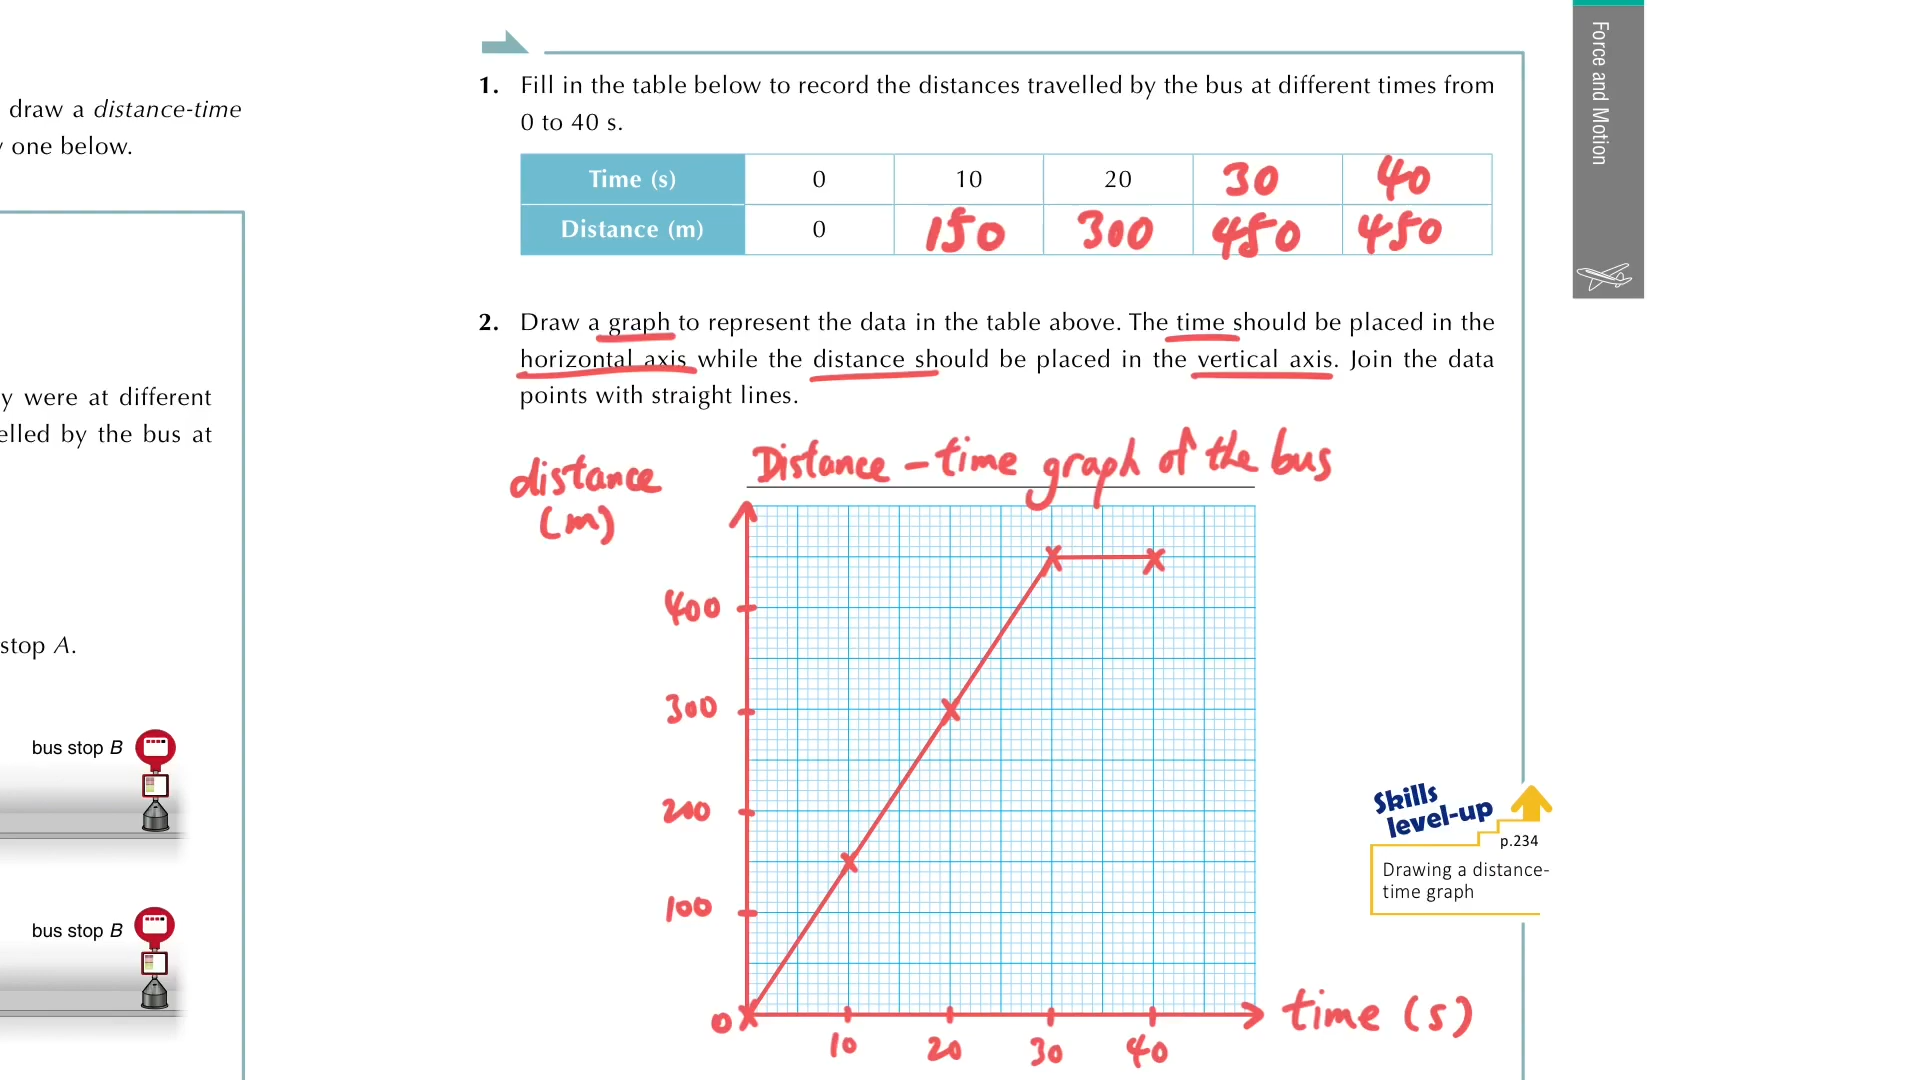 draw a distance-time
one below.
y were at different
elled by the bus at
stop A.
bus stop B
bus stop B
1. Fill in the table below to record the distances travelled by the bus at different times from
0 to 40 s.
Time (s) 0 10 20 30 40
Distance (m) 0 150 300 450 450
2. Draw a graph to represent the data in the table above. The time should be placed in the
horizontal axis while the distance should be placed in the vertical axis. Join the data
points with straight lines.
Distance - time graph of the bus
distance
(m)
400
300
200
100
0
10 20 30 40
time (s)
Skills
level-up
p.234
Drawing a distance-
time graph
Force and Motion